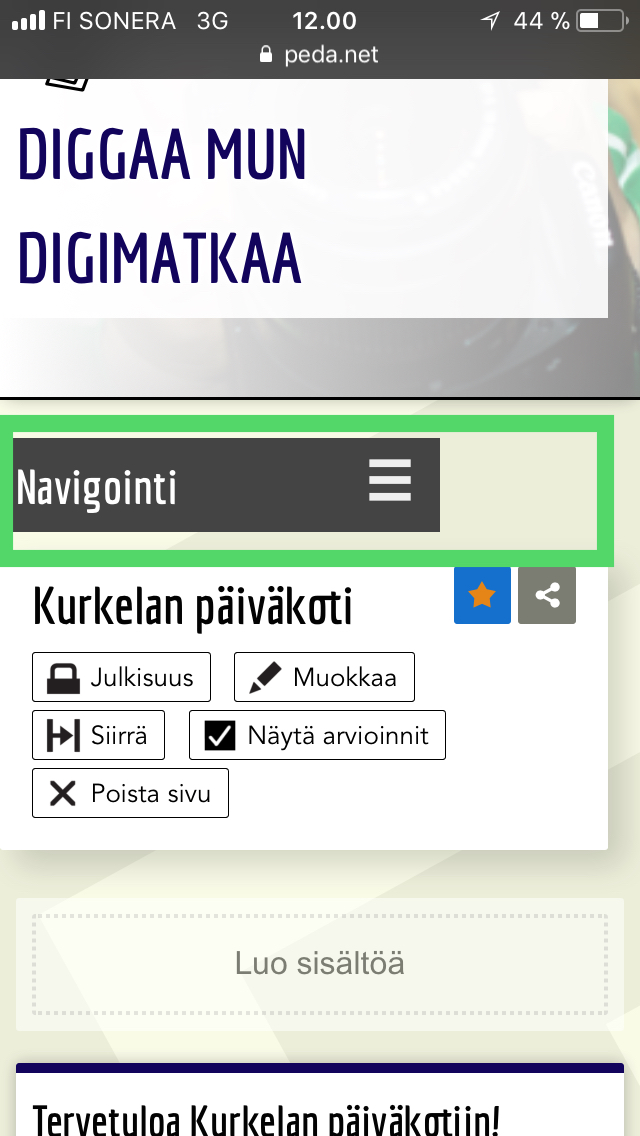 FI SONERA 3G 12.00 44 %
peda.net
DIGGAA MUN
DIGIMATKAA
Canon
Navigointi
Kurkelan päiväkoti
Julkisuus Muokkaa
Siirrä Näytä arvioinnit
Poista sivu
Luo sisältöä
Tervetuloa Kurkelan päiväkotiin!